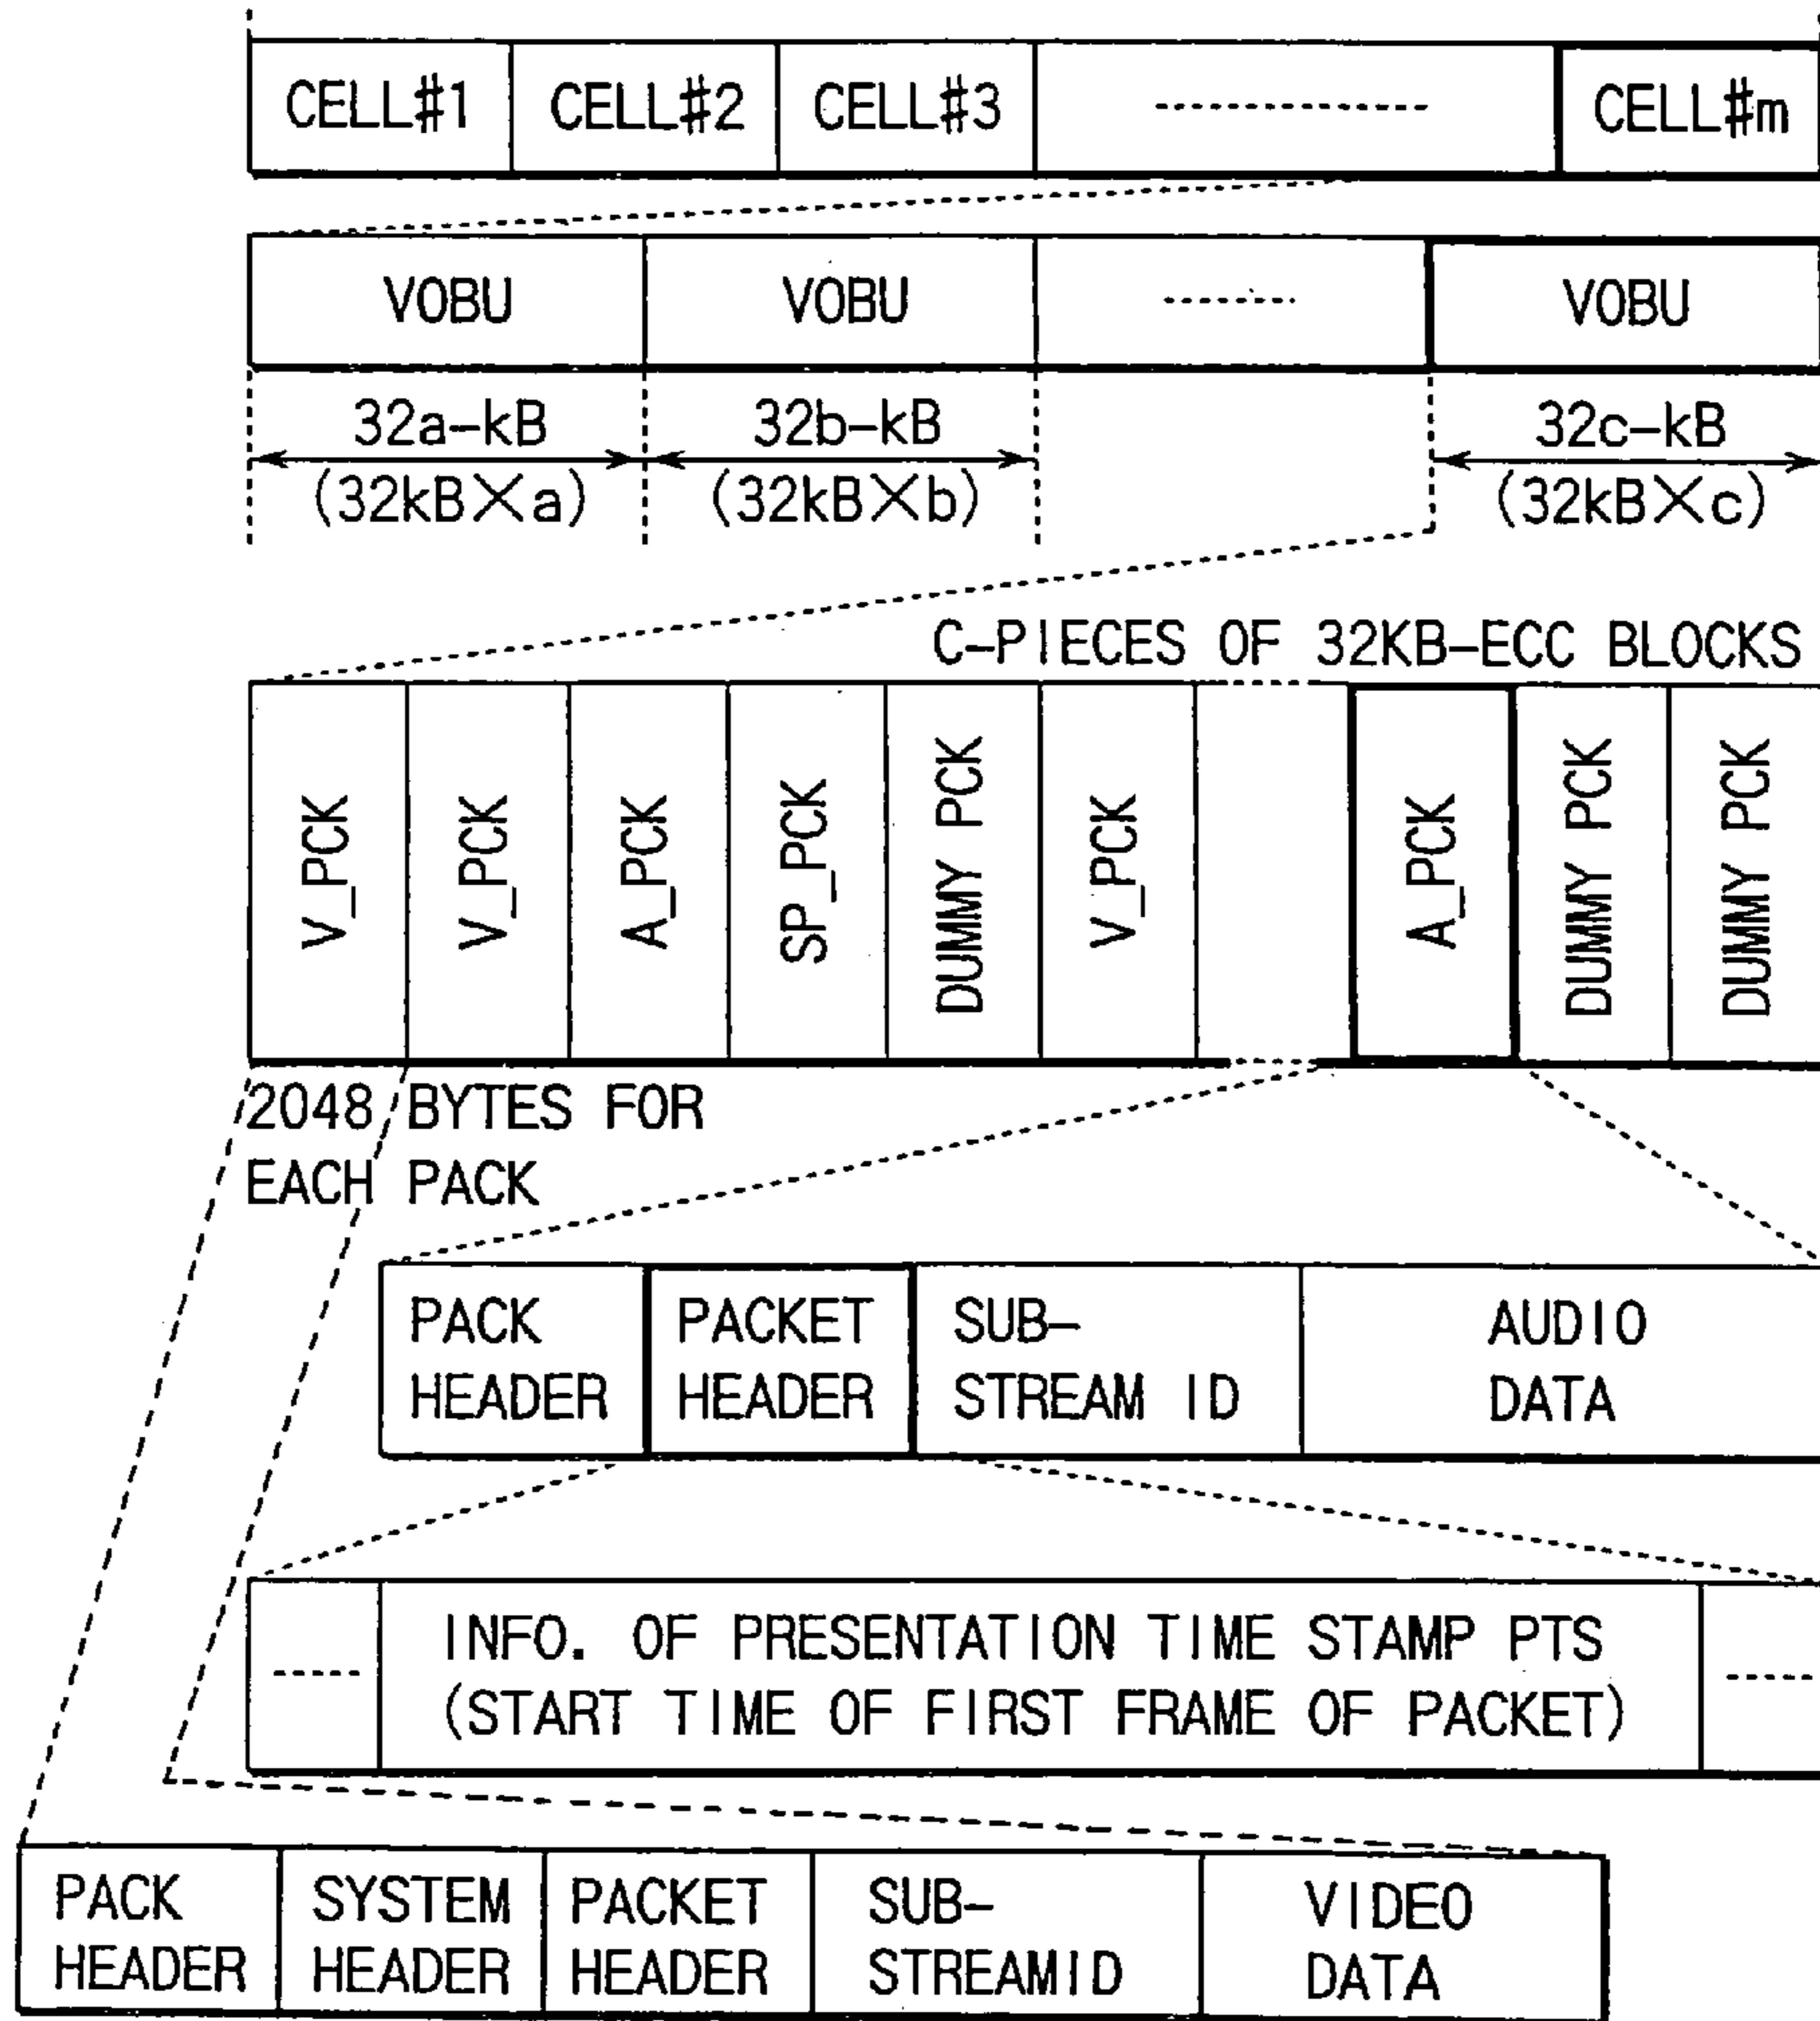 CELL#1 CELL#2 CELL#3 CELL#m
VOBU VOBU VOBU
32a-kB 32b-kB 32c-kB
(32kB×a) (32kB×b) (32kB×c)
C-PIECES OF 32KB-ECC BLOCKS
V_PCK
V_PCK
A_PCK
SP_PCK
DUMMY PCK
V_PCK
A_PCK
DUMMY PCK
DUMMY PCK
2048 BYTES FOR
EACH PACK
PACK
HEADER
PACKET
HEADER
SUB-
STREAM ID
AUDIO
DATA
INFO. OF PRESENTATION TIME STAMP PTS
(START TIME OF FIRST FRAME OF PACKET)
PACK
HEADER
SYSTEM
HEADER
PACKET
HEADER
SUB-
STREAMID
VIDEO
DATA